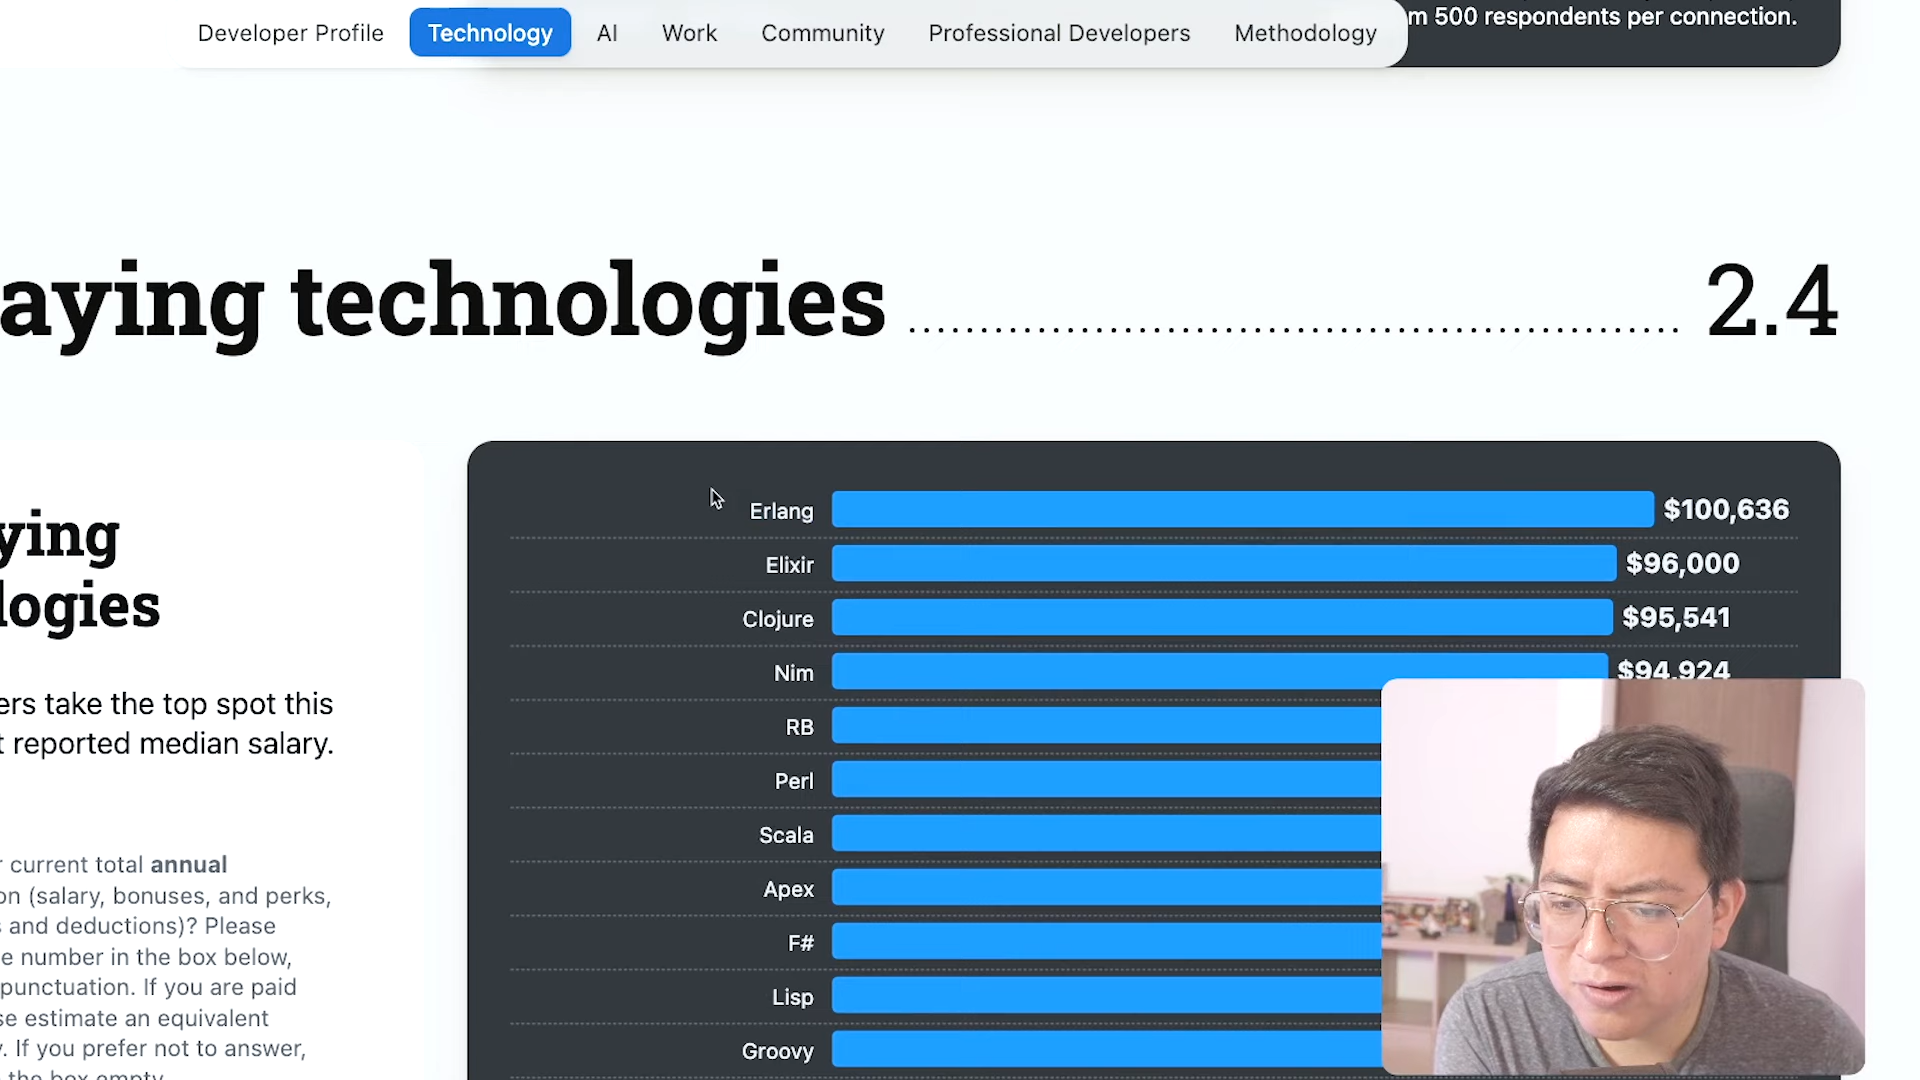 Developer Profile Technology AI Work Community Professional Developers Methodology
500 respondents per connection.
aying technologies 2.4
ying
logies
ers take the top spot this
t reported median salary.
r current total annual
on (salary, bonuses, and perks,
s and deductions)? Please
e number in the box below,
punctuation. If you are paid
se estimate an equivalent
y. If you prefer not to answer,
the box empty.
Erlang $100,636
Elixir $96,000
Clojure $95,541
Nim $94,924
RB
Perl
Scala
Apex
F#
Lisp
Groovy